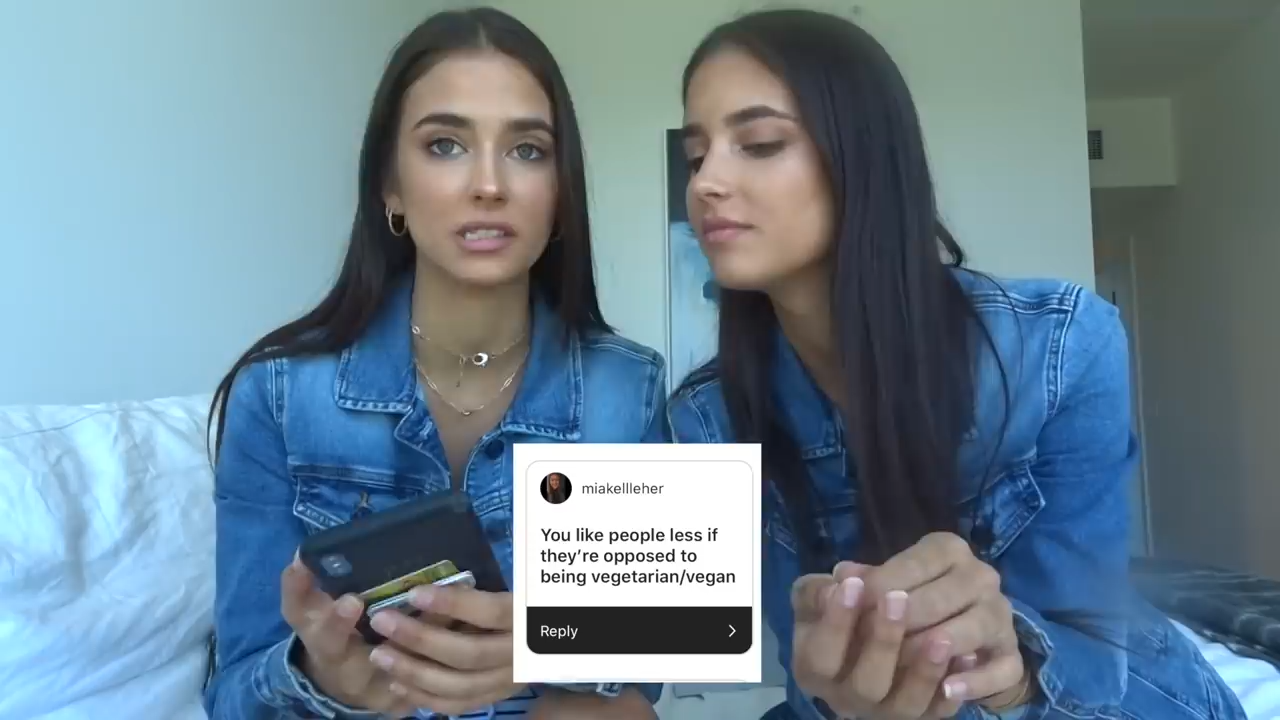 miakellleher
You like people less if
they're opposed to
being vegetarian/vegan
Reply